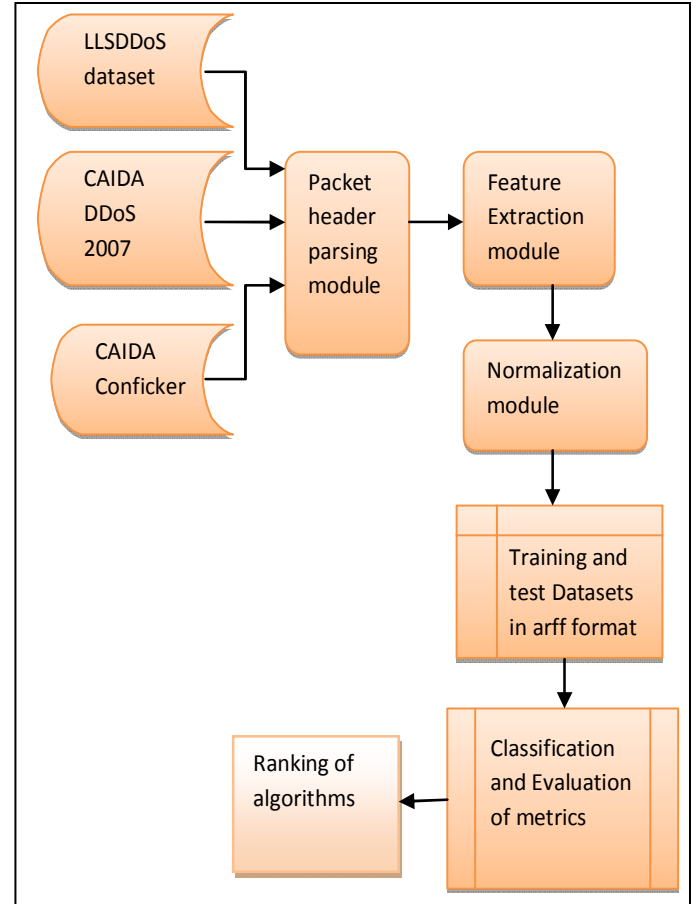 LLSDDoS
dataset
CAIDA
DDoS
2007
CAIDA
Conficker
Packet
header
parsing
module
Feature
Extraction
module
Normalization
module
Training and
test Datasets
in arff format
Classification
and Evaluation
of metrics
Ranking of
algorithms